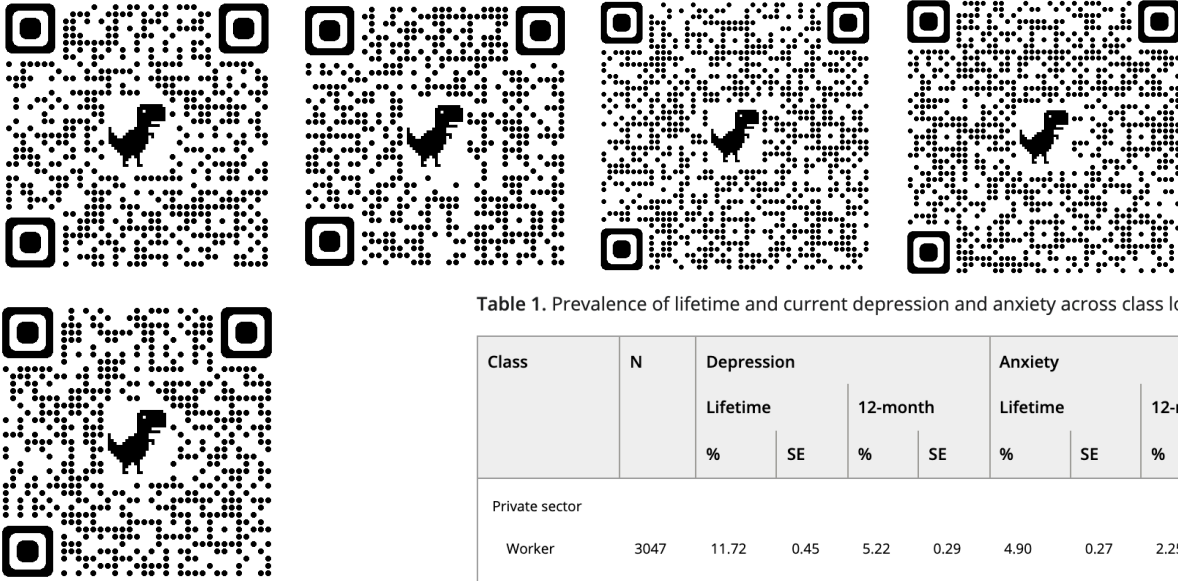 Table 1. Prevalence of lifetime and current depression and anxiety across class
Class N Depression Anxiety
Lifetime 12-month Lifetime
% SE % SE % SE %
Private sector
Worker 3047 11.72 0.45 5.22 0.29 4.90 0.27